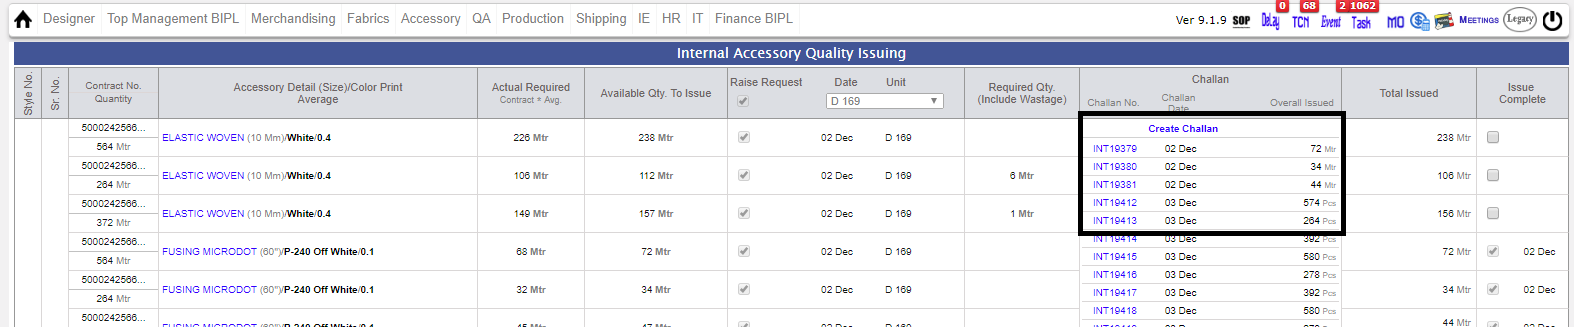 Designer Top Management BIPL Merchandising Fabrics Accessory QA Production Shipping IE HR IT Finance BIPL
Ver 9.1.9 SOP Delay 0 TCN 68 Event 2 Task 1062 MO MEETINGS Legacy
Internal Accessory Quality Issuing
Style No. Sr. No. Contract No. Quantity
Accessory Detail (Size)/Color Print Average
Actual Required Contract * Avg.
Available Qty. To Issue
Raise Request Date Unit D 169
Required Qty. (Include Wastage)
Challan
Challan No. Challan Date Overall Issued
Total Issued
Issue Complete
5000242566...
564 Mtr
ELASTIC WOVEN (10 Mm)/White/0.4 226 Mtr 238 Mtr 02 Dec D 169 238 Mtr
5000242566...
264 Mtr
ELASTIC WOVEN (10 Mm)/White/0.4 106 Mtr 112 Mtr 02 Dec D 169 6 Mtr 106 Mtr
5000242566...
372 Mtr
ELASTIC WOVEN (10 Mm)/White/0.4 149 Mtr 157 Mtr 02 Dec D 169 1 Mtr 156 Mtr
5000242566...
564 Mtr
FUSING MICRODOT (60")/P-240 Off White/0.1 68 Mtr 72 Mtr 02 Dec D 169 72 Mtr 02 Dec
5000242566...
264 Mtr
FUSING MICRODOT (60")/P-240 Off White/0.1 32 Mtr 34 Mtr 02 Dec D 169 34 Mtr 02 Dec
5000242566...
44 Mtr
Create Challan
INT19379 02 Dec 72 Mtr
INT19380 02 Dec 34 Mtr
INT19381 02 Dec 44 Mtr
INT19412 03 Dec 574 Pcs
INT19413 03 Dec 264 Pcs
INT19414 03 Dec 392 Pcs
INT19415 03 Dec 580 Pcs
INT19416 03 Dec 278 Pcs
INT19417 03 Dec 392 Pcs
INT19418 03 Dec 580 Pcs